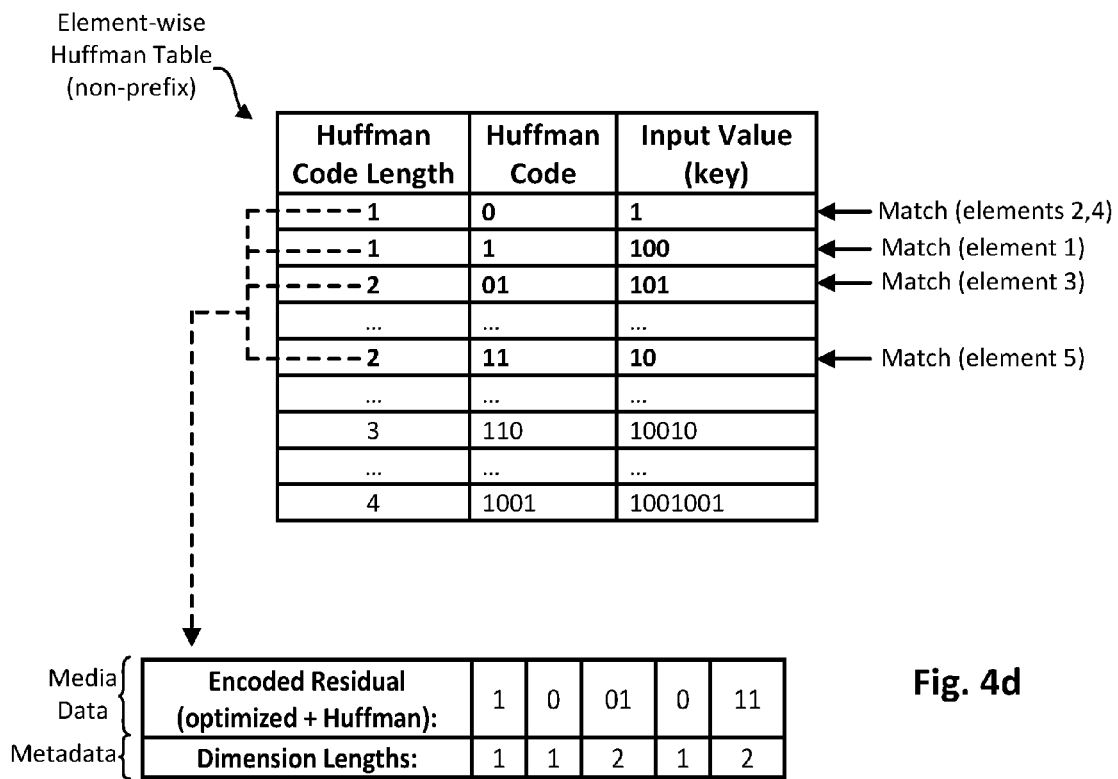 Element-wise
Huffman Table
(non-prefix)
Huffman Code Length Huffman Code Input Value (key)
1 0 1 Match (elements 2,4)
1 1 100 Match (element 1)
2 01 101 Match (element 3)
... ... ...
2 11 10 Match (element 5)
... ... ...
3 110 10010
... ... ...
4 1001 1001001
Media Data Encoded Residual (optimized + Huffman): 1 0 01 0 11
Metadata Dimension Lengths: 1 1 2 1 2
Fig. 4d